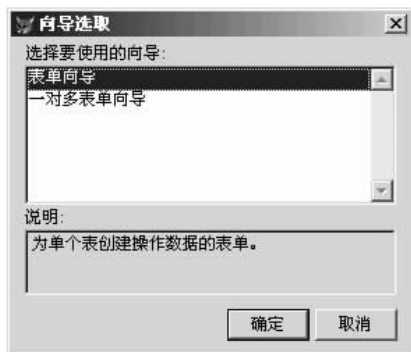 向导选取
选择要使用的向导:
表单向导
一对多表单向导
说明:
为单个表创建操作数据的表单。
确定
取消